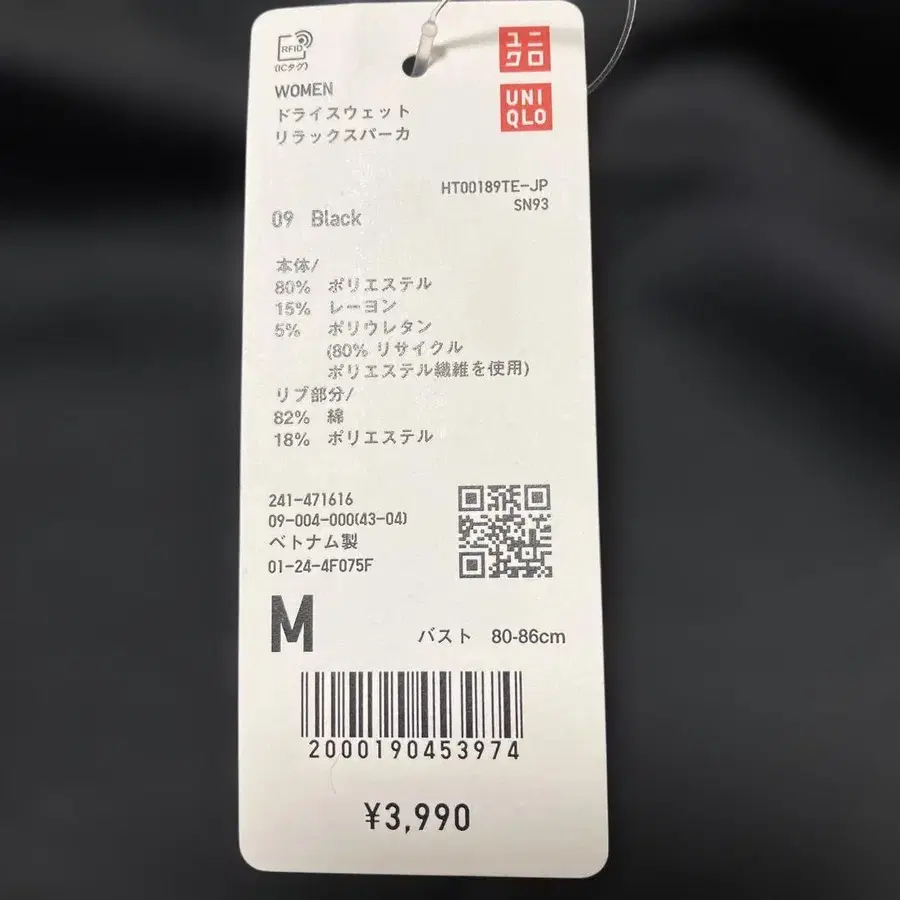 RFID
(ICタグ)
ユニ
クロ
UNI
QLO
WOMEN
ドライスウェット
リラックスパーカ
HT00189TE-JP
SN93
09 Black
本体/
80% ポリエステル
15% レーヨン
5% ポリウレタン
(80% リサイクル
ポリエステル繊維を使用)
リブ部分/
82% 綿
18% ポリエステル
241-471616
09-004-000(43-04)
ベトナム製
01-24-4F075F
M バスト 80-86cm
2000190453974
¥3,990